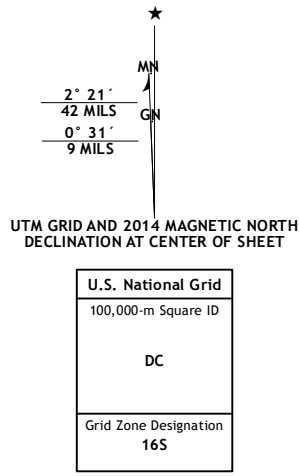 MN
2° 21´
42 MILS
GN
0° 31´
9 MILS
UTM GRID AND 2014 MAGNETIC NORTH
DECLINATION AT CENTER OF SHEET
U.S. National Grid
100,000-m Square ID
DC
Grid Zone Designation
16S